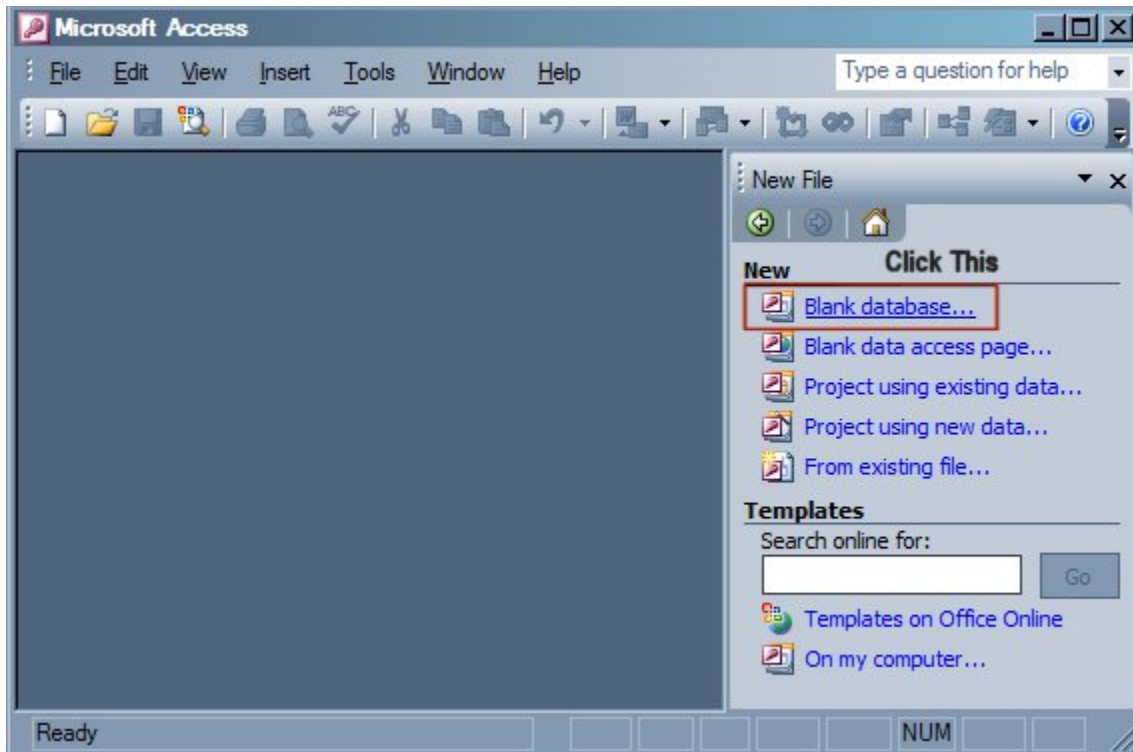 Microsoft Access
File Edit View Insert Tools Window Help Type a question for help
ABC
New File
Click This
New
Blank database...
Blank data access page...
Project using existing data...
Project using new data...
From existing file...
Templates
Search online for:
Go
Templates on Office Online
On my computer...
Ready NUM